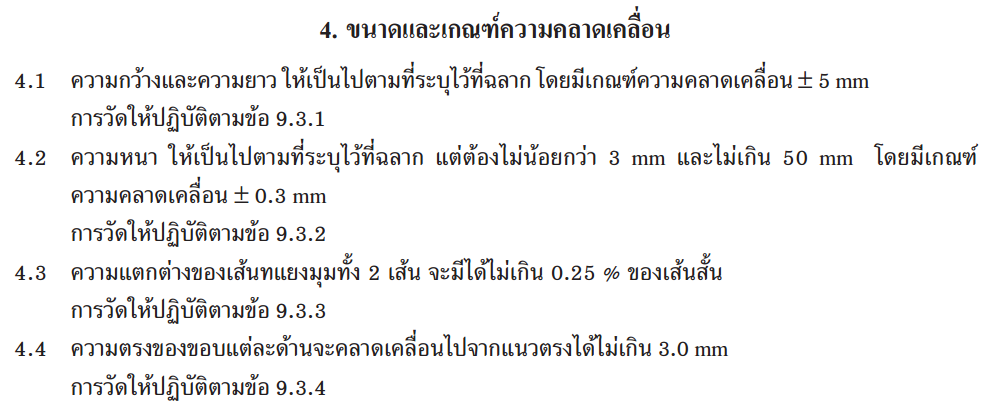 4. ขนาดและเกณฑ์ความคลาดเคลื่อน
4.1 ความกว้างและความยาว ให้เป็นไปตามที่ระบุไว้ที่ฉลาก โดยมีเกณฑ์ความคลาดเคลื่อน ± 5 mm
การวัดให้ปฏิบัติตามข้อ 9.3.1
4.2 ความหนา ให้เป็นไปตามที่ระบุไว้ที่ฉลาก แต่ต้องไม่น้อยกว่า 3 mm และไม่เกิน 50 mm โดยมีเกณฑ์
ความคลาดเคลื่อน ± 0.3 mm
การวัดให้ปฏิบัติตามข้อ 9.3.2
4.3 ความแตกต่างของเส้นทแยงมุมทั้ง 2 เส้น จะมีได้ไม่เกิน 0.25 % ของเส้นสั้น
การวัดให้ปฏิบัติตามข้อ 9.3.3
4.4 ความตรงของขอบแต่ละด้านจะคลาดเคลื่อนไปจากแนวตรงได้ไม่เกิน 3.0 mm
การวัดให้ปฏิบัติตามข้อ 9.3.4